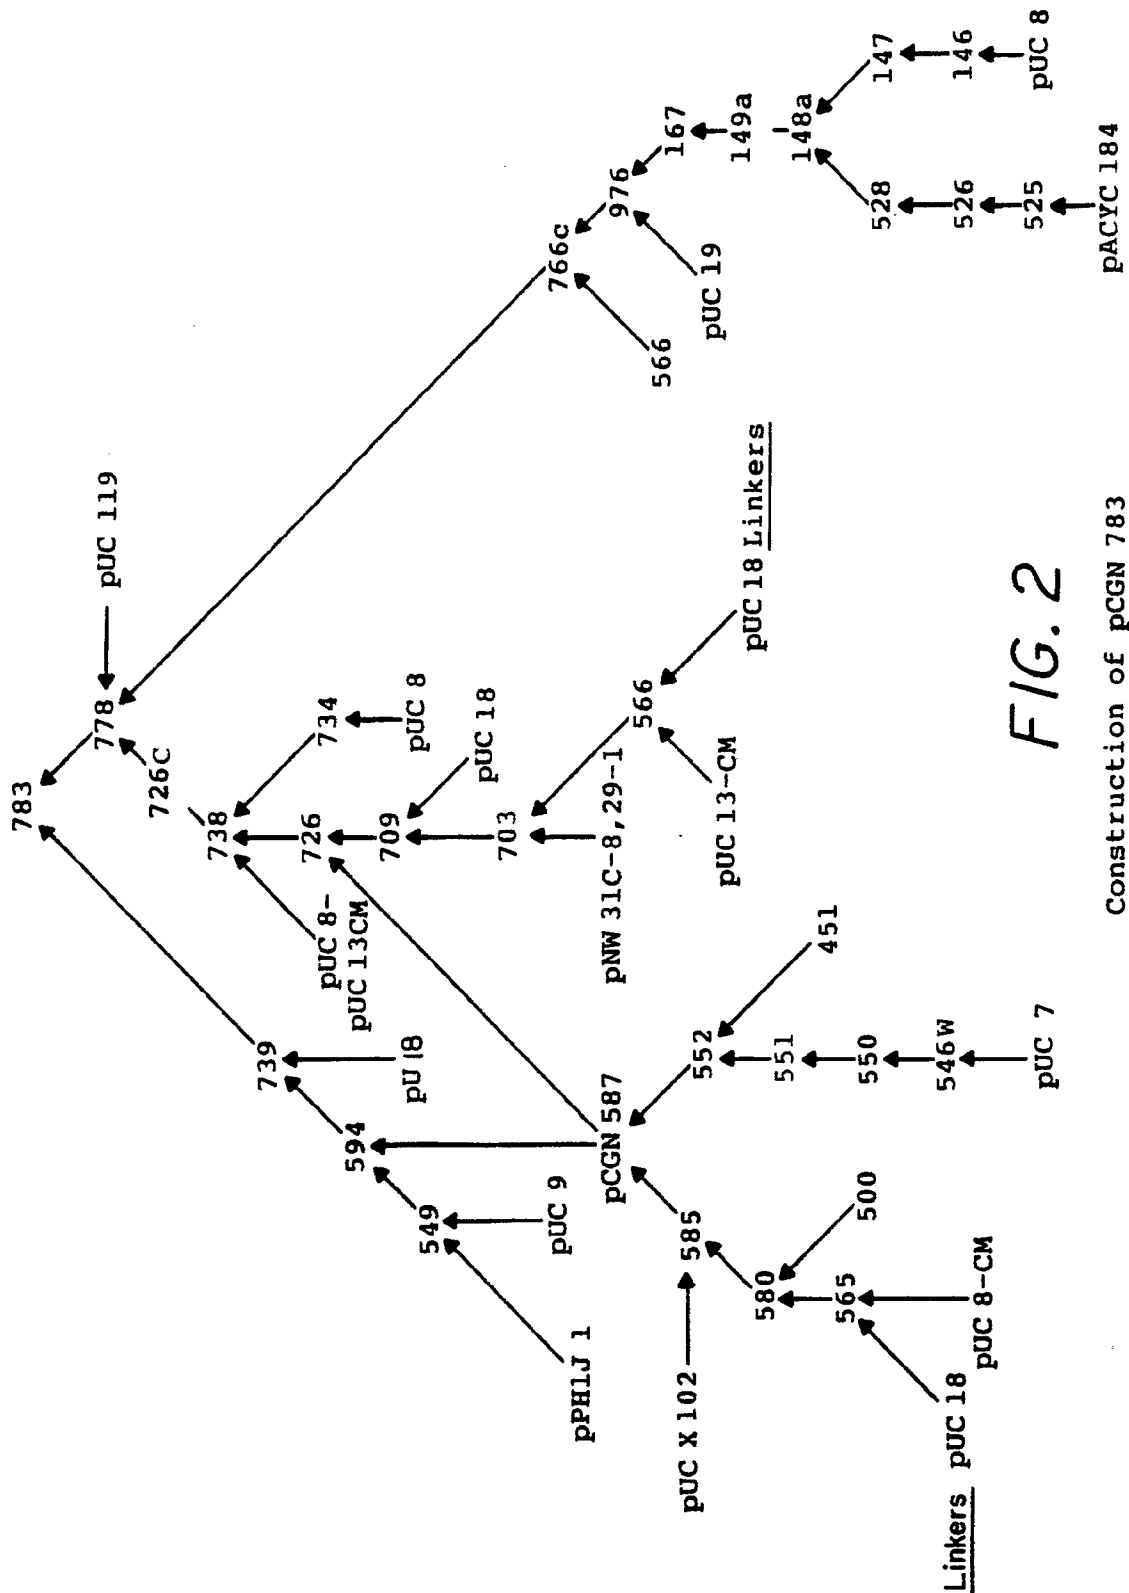 783
778
pUC 119
726C
739
738
734
pUC 8
pUC 8-
pUC 13CM
726
709
pUC 18
703
pNW 31C-8, 29-1
566
pUC 13-CM
pUC 18 Linkers
pU 18
594
549
pPH1J 1
pUC 9
pCGN 587
585
pUC X 102
580
500
565
Linkers pUC 18
pUC 8-CM
552
451
551
550
546W
pUC 7
766c
566
976
pUC 19
167
149a
148a
528
526
525
pACYC 184
147
146
pUC 8
FIG. 2
Construction of pCGN 783